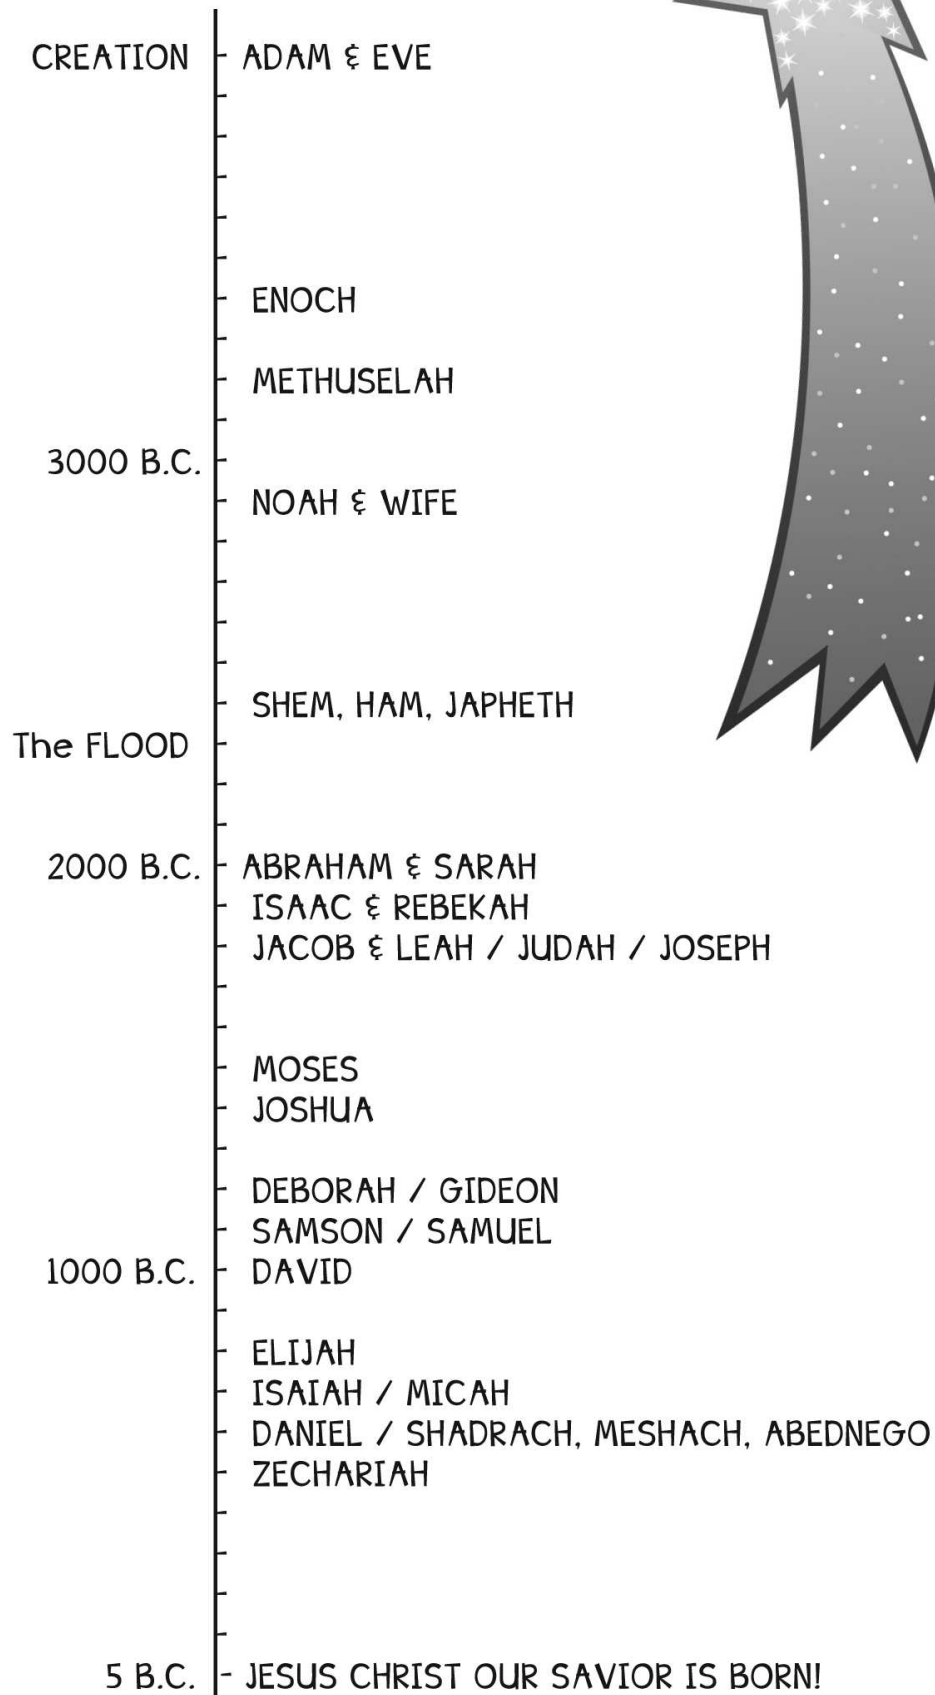 CREATION ADAM & EVE
ENOCH
METHUSELAH
3000 B.C.
NOAH & WIFE
SHEM, HAM, JAPHETH
The FLOOD
2000 B.C. ABRAHAM & SARAH
ISAAC & REBEKAH
JACOB & LEAH / JUDAH / JOSEPH
MOSES
JOSHUA
DEBORAH / GIDEON
SAMSON / SAMUEL
1000 B.C. DAVID
ELIJAH
ISAIAH / MICAH
DANIEL / SHADRACH, MESHACH, ABEDNEGO
ZECHARIAH
5 B.C. - JESUS CHRIST OUR SAVIOR IS BORN!